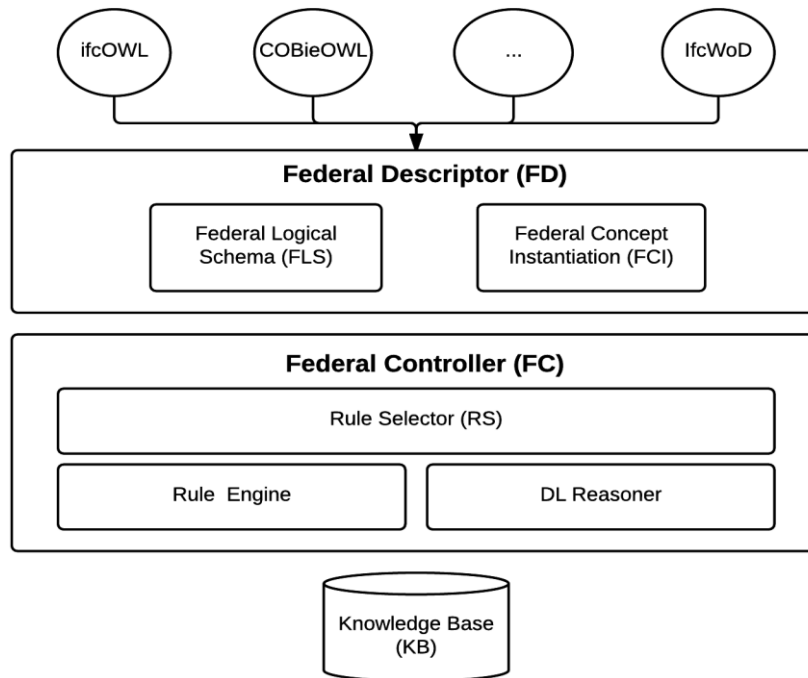 ifcOWL
COBieOWL
...
IfcWoD
Federal Descriptor (FD)
Federal Logical
Schema (FLS)
Federal Concept
Instantiation (FCI)
Federal Controller (FC)
Rule Selector (RS)
Rule Engine
DL Reasoner
Knowledge Base
(KB)